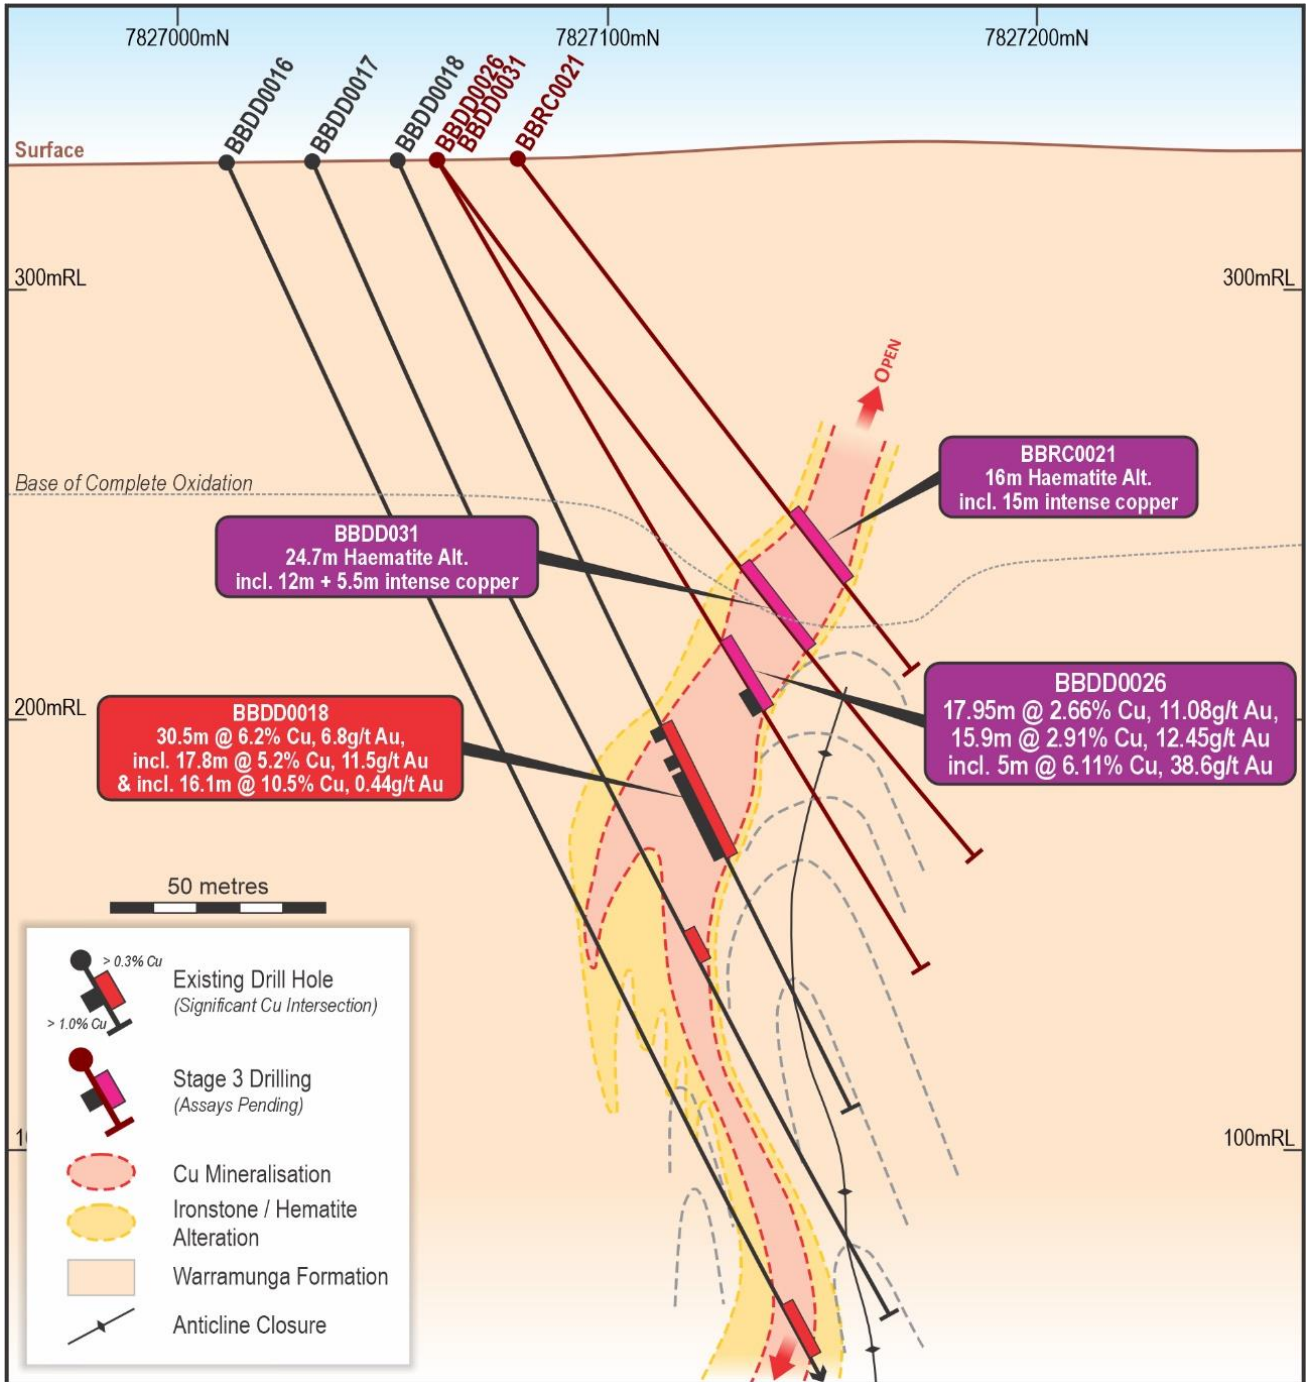 7827000mN
7827100mN
7827200mN
BBDD0016
BBDD0017
BBDD0018
BBDD0026
BBDD0031
BBRC0021
Surface
300mRL
300mRL
OPEN
BBRC0021
16m Haematite Alt.
incl. 15m intense copper
Base of Complete Oxidation
BBDD031
24.7m Haematite Alt.
incl. 12m + 5.5m intense copper
BBDD0026
17.95m @ 2.66% Cu, 11.08g/t Au,
15.9m @ 2.91% Cu, 12.45g/t Au
incl. 5m @ 6.11% Cu, 38.6g/t Au
200mRL
BBDD0018
30.5m @ 6.2% Cu, 6.8g/t Au,
incl. 17.8m @ 5.2% Cu, 11.5g/t Au
& incl. 16.1m @ 10.5% Cu, 0.44g/t Au
50 metres
> 0.3% Cu
Existing Drill Hole
(Significant Cu Intersection)
> 1.0% Cu
Stage 3 Drilling
(Assays Pending)
10
100mRL
Cu Mineralisation
Ironstone / Hematite
Alteration
Warramunga Formation
Anticline Closure